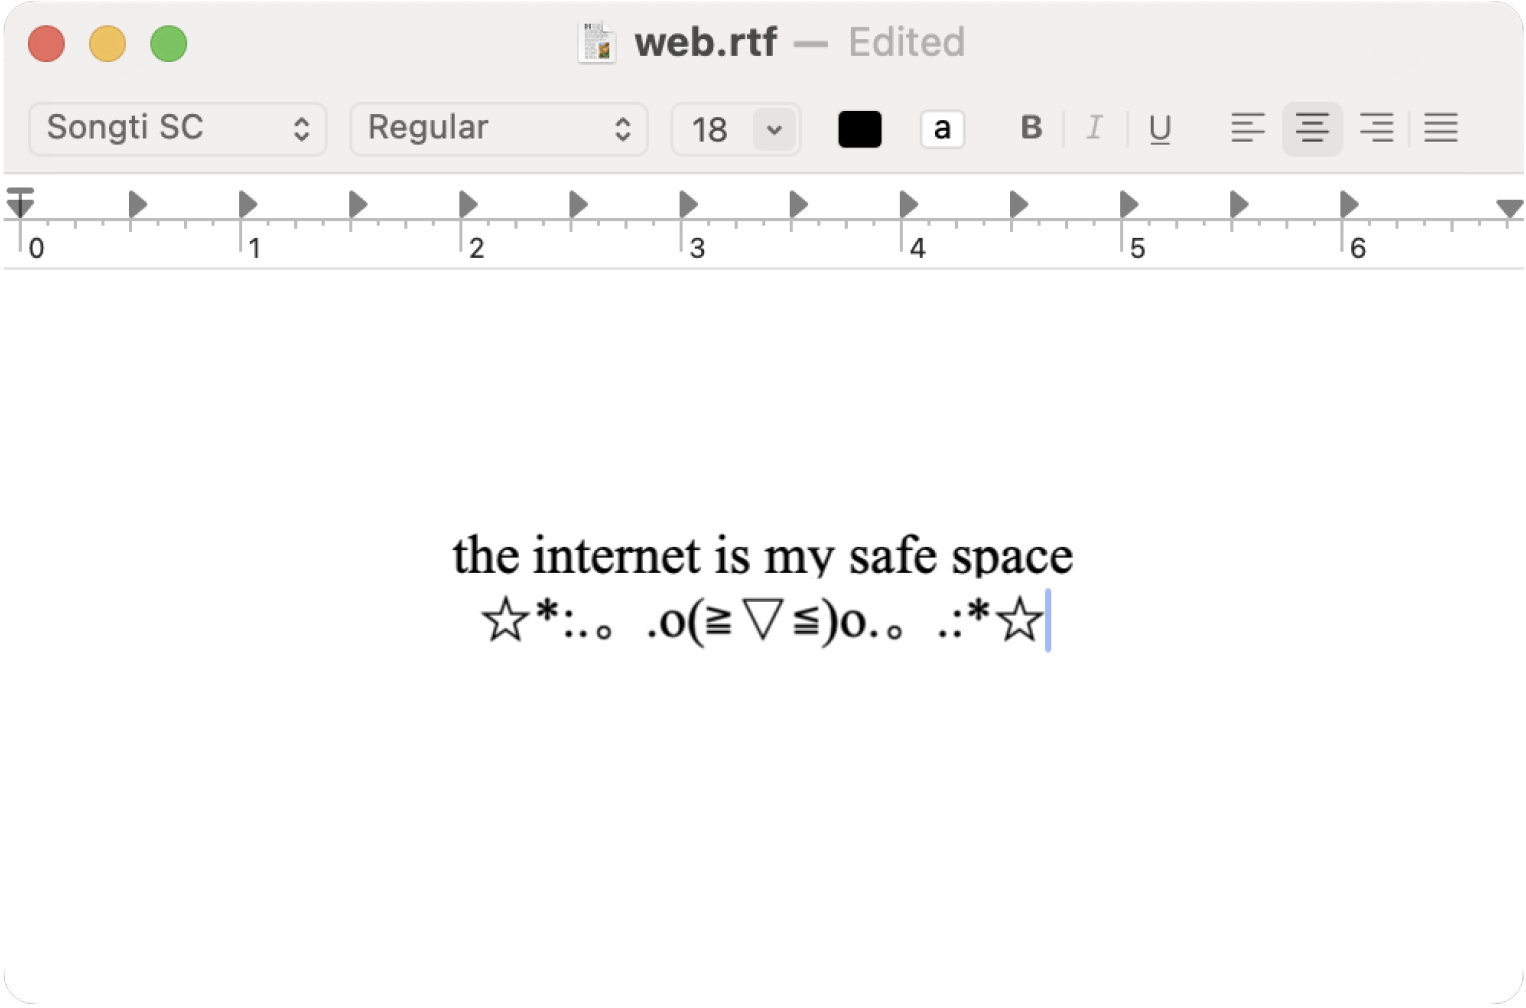 web.rtf — Edited
Songti SC Regular 18 a B I U
0 1 2 3 4 5 6
the internet is my safe space
☆*:.。.o(≧▽≦)o.。.:*☆